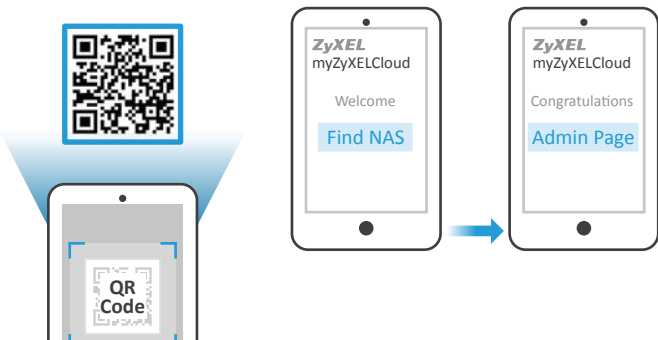 QR
Code
ZyXEL
myZyXELCloud
Welcome
Find NAS
ZyXEL
myZyXELCloud
Congratulations
Admin Page